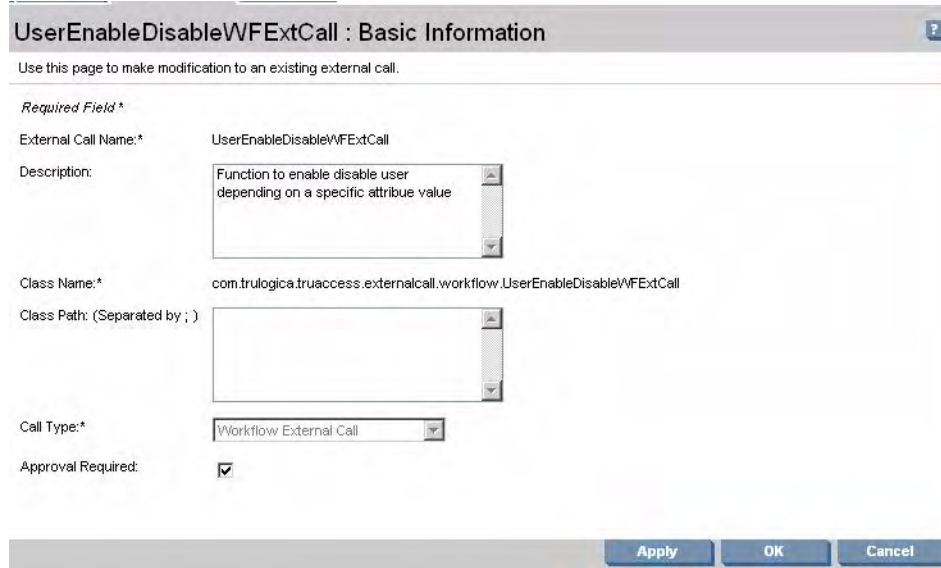 UserEnableDisableWFExtCall : Basic Information
?
Use this page to make modification to an existing external call.
Required Field *
External Call Name:* UserEnableDisableWFExtCall
Description: Function to enable disable user
depending on a specific attribue value
Class Name:* com.trulogica.truaccess.externalcall.workflow.UserEnableDisableWFExtCall
Class Path: (Separated by ; )
Call Type:* Workflow External Call
Approval Required:
Apply OK Cancel